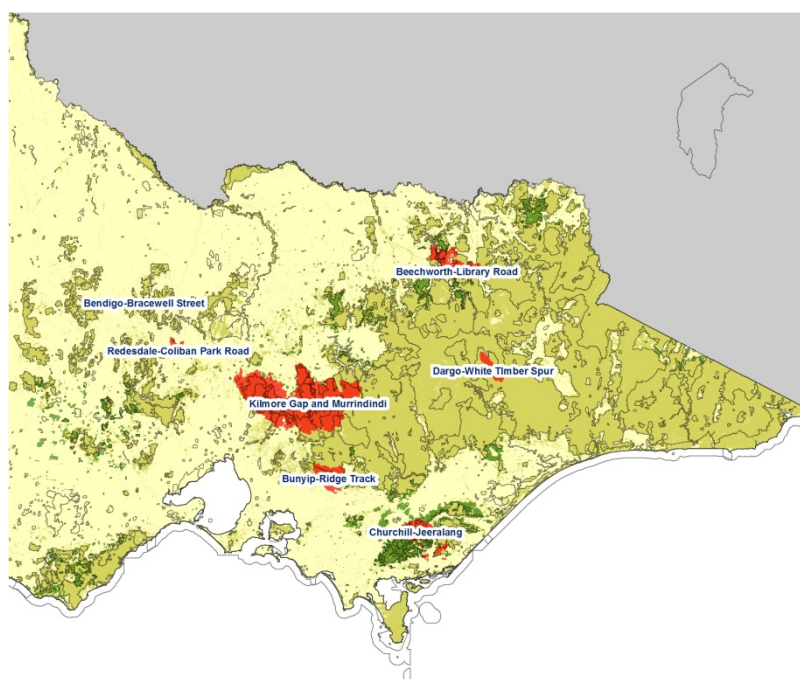 Beechworth-Library Road
Bendigo-Bracewell Street
Redesdale-Coliban Park Road
Dargo-White Timber Spur
Kilmore Gap and Murrindindi
Bunyip-Ridge Track
Churchill-Jeeralang